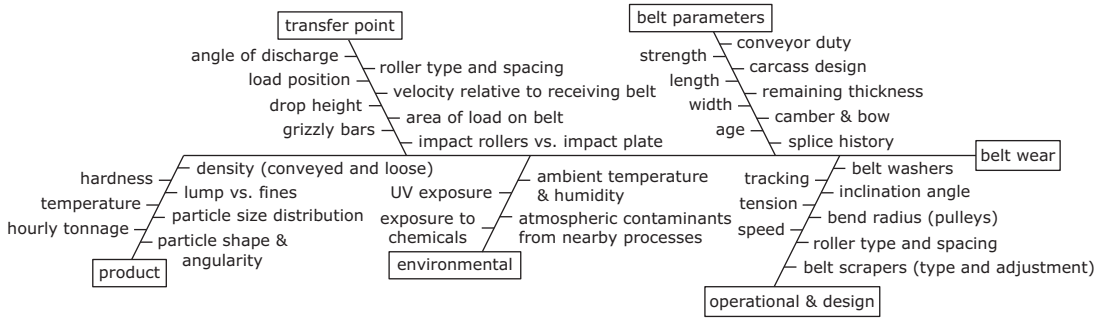 transfer point
angle of discharge
load position
drop height
grizzly bars
roller type and spacing
velocity relative to receiving belt
area of load on belt
impact rollers vs. impact plate
belt parameters
strength
length
width
age
conveyor duty
carcass design
remaining thickness
camber & bow
splice history
belt wear
hardness
temperature
hourly tonnage
density (conveyed and loose)
lump vs. fines
particle size distribution
particle shape &
angularity
product
UV exposure
exposure to
chemicals
ambient temperature
& humidity
atmospheric contaminants
from nearby processes
environmental
tracking
tension
speed
belt washers
inclination angle
bend radius (pulleys)
roller type and spacing
belt scrapers (type and adjustment)
operational & design